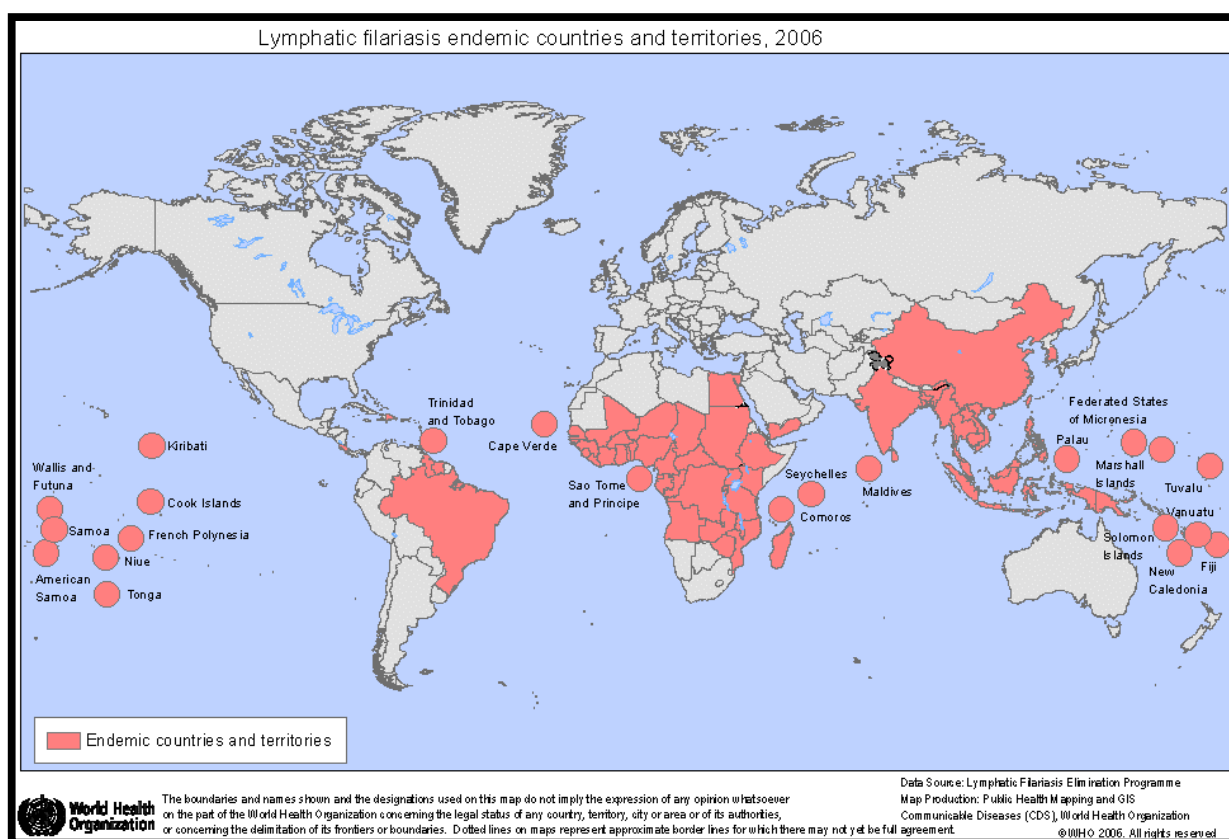 Lymphatic filariasis endemic countries and territories, 2006
Trinidad
and Tobago
Cape Verde
Federated States
of Micronesia
Kiribati
Palau
Wallis and
Futuna
Sao Tome
and Principe
Seychelles
Maldives
Marshall
Islands
Tuvalu
Cook Islands
Comoros
Vanuatu
Samoa
French Polynesia
Solomon
Islands
Niue
Fiji
American
Samoa
New
Caledonia
Tonga
Endemic countries and territories
World Health
Organization
The boundaries and names shown and the designations used on this map do not imply the expression of any opinion whatsoever
on the part of the World Health Organization concerning the legal status of any country, territory, city or area or of its authorities,
or concerning the delimitation of its frontiers or boundaries. Dotted lines on maps represent approximate border lines for which there may not yet be full agreement.
Data Source: Lymphatic Filariasis Elimination Programme
Map Production: Public Health Mapping and GIS
Communicable Diseases (CDS), World Health Organization
©WHO 2006. All rights reserved